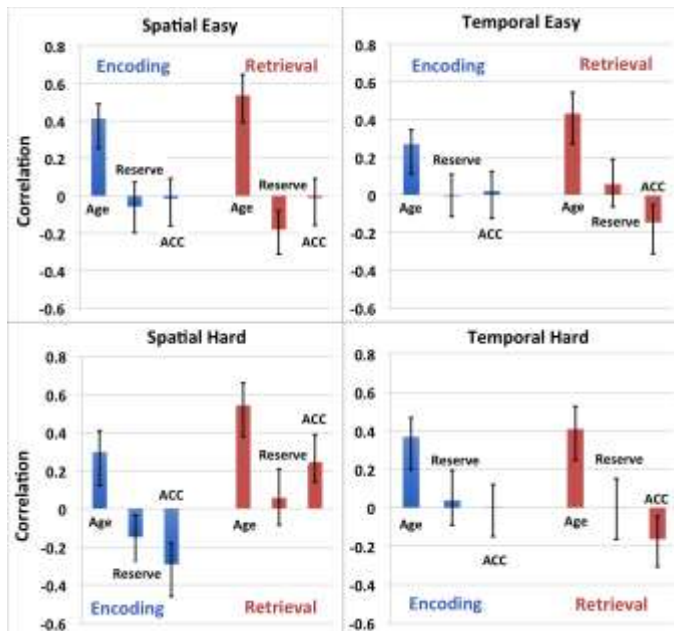 Spatial Easy
Encoding Retrieval
Correlation
0.8
0.6
0.4
0.2
0
-0.2
-0.4
-0.6
Age
Reserve
ACC
Age
Reserve
ACC
Temporal Easy
Encoding Retrieval
0.8
0.6
0.4
0.2
0
-0.2
-0.4
-0.6
Age
Reserve
ACC
Age
Reserve
ACC
Spatial Hard
Correlation
0.8
0.6
0.4
0.2
0
-0.2
-0.4
-0.6
Age
Reserve
ACC
Age
Reserve
ACC
Encoding Retrieval
Temporal Hard
0.8
0.6
0.4
0.2
0
-0.2
-0.4
-0.6
Age
Reserve
ACC
Age
Reserve
ACC
Encoding Retrieval